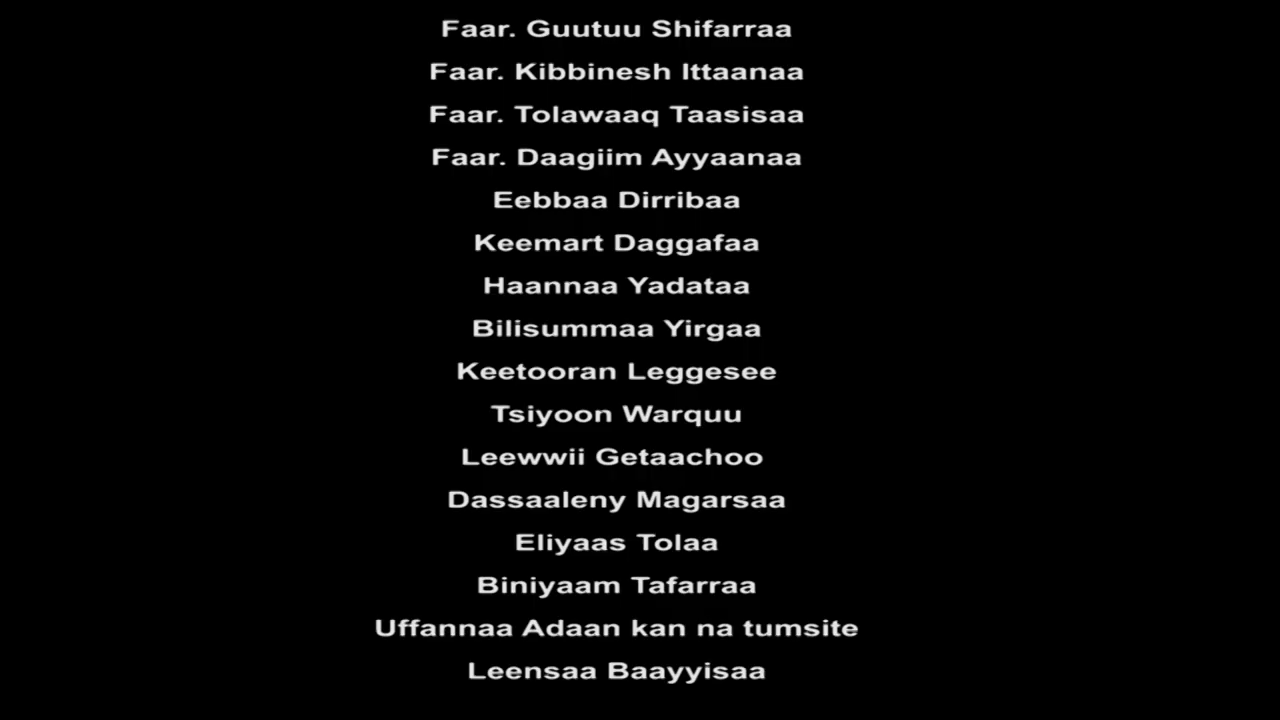 Faar. Guutuu Shifarraa
Faar. Kibbinesh Ittaanaa
Faar. Tolawaaq Taasisaa
Faar. Daagiim Ayyaanaa
Eebbaa Dirribaa
Keemart Daggafaa
Haannaa Yadataa
Bilisummaa Yirgaa
Keetooran Leggesee
Tsiyoon Warquu
Leewwii Getaachoo
Dassaaleny Magarsaa
Eliyaas Tolaa
Biniyaam Tafarraa
Uffannaa Adaan kan na tumsite
Leensaa Baayyisaa